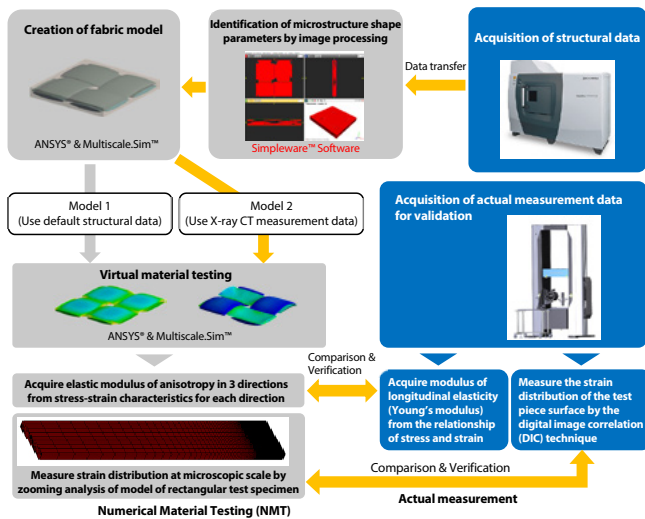 Creation of fabric model
ANSYS® & Multiscale.Sim™
Identification of microstructure shape
parameters by image processing
Simpleware™ Software
Data transfer
Acquisition of structural data
Model 1
(Use default structural data)
Model 2
(Use X-ray CT measurement data)
Acquisition of actual measurement data
for validation
Virtual material testing
ANSYS® & Multiscale.Sim™
Comparison &
Verification
Acquire elastic modulus of anisotropy in 3 directions
from stress-strain characteristics for each direction
Acquire modulus of
longitudinal elasticity
(Young's modulus)
from the relationship
of stress and strain
Measure the strain
distribution of the test
piece surface by the
digital image correlation
(DIC) technique
Measure strain distribution at microscopic scale by
zooming analysis of model of rectangular test specimen
Comparison & Verification
Actual measurement
Numerical Material Testing (NMT)